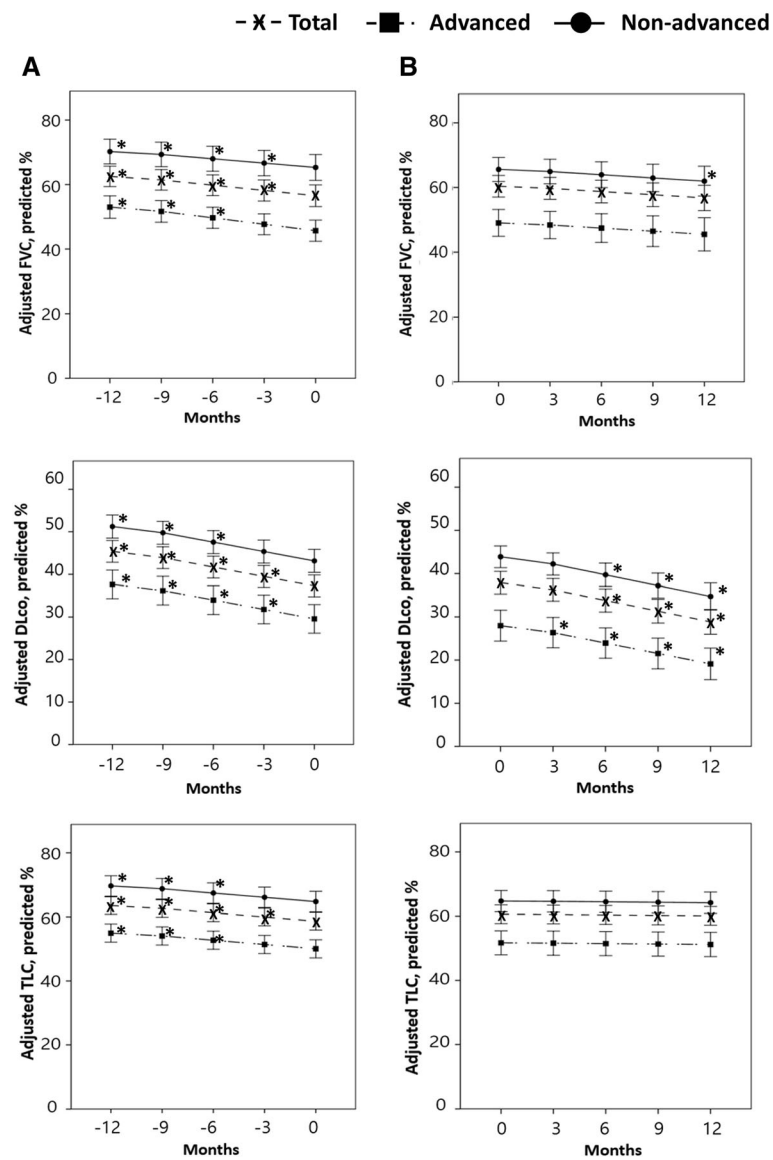 Total Advanced Non-advanced
A B
Adjusted FVC, predicted %
80
60
40
20
0
-12 -9 -6 -3 0
Months
Adjusted FVC, predicted %
80
60
40
20
0
0 3 6 9 12
Months
Adjusted DLco, predicted %
60
50
40
30
20
10
0
-12 -9 -6 -3 0
Months
Adjusted DLco, predicted %
60
50
40
30
20
10
0
0 3 6 9 12
Months
Adjusted TLC, predicted %
80
60
40
20
0
-12 -9 -6 -3 0
Months
Adjusted TLC, predicted %
80
60
40
20
0
0 3 6 9 12
Months